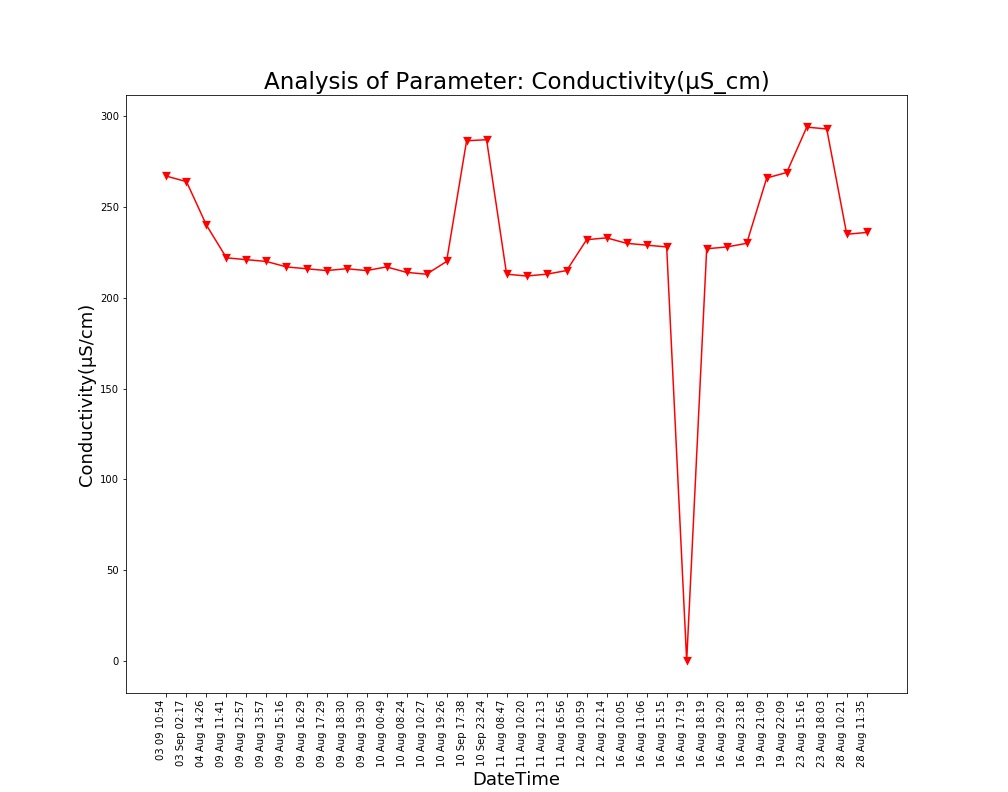 Analysis of Parameter: Conductivity(µS_cm)
300
250
200
150
100
50
0
Conductivity(µS/cm)
03 09 10:54
03 Sep 02:17
04 Aug 14:26
09 Aug 11:41
09 Aug 12:57
09 Aug 13:57
09 Aug 15:16
09 Aug 16:29
09 Aug 17:29
09 Aug 18:30
09 Aug 19:30
10 Aug 00:49
10 Aug 08:24
10 Aug 10:27
10 Aug 19:26
10 Sep 17:38
10 Sep 23:24
11 Aug 08:47
11 Aug 10:20
11 Aug 12:13
11 Aug 16:56
12 Aug 10:59
12 Aug 12:14
16 Aug 10:05
16 Aug 11:06
16 Aug 15:15
16 Aug 17:19
16 Aug 18:19
16 Aug 19:20
16 Aug 23:18
19 Aug 21:09
19 Aug 22:09
23 Aug 15:16
23 Aug 18:03
28 Aug 10:21
28 Aug 11:35
DateTime